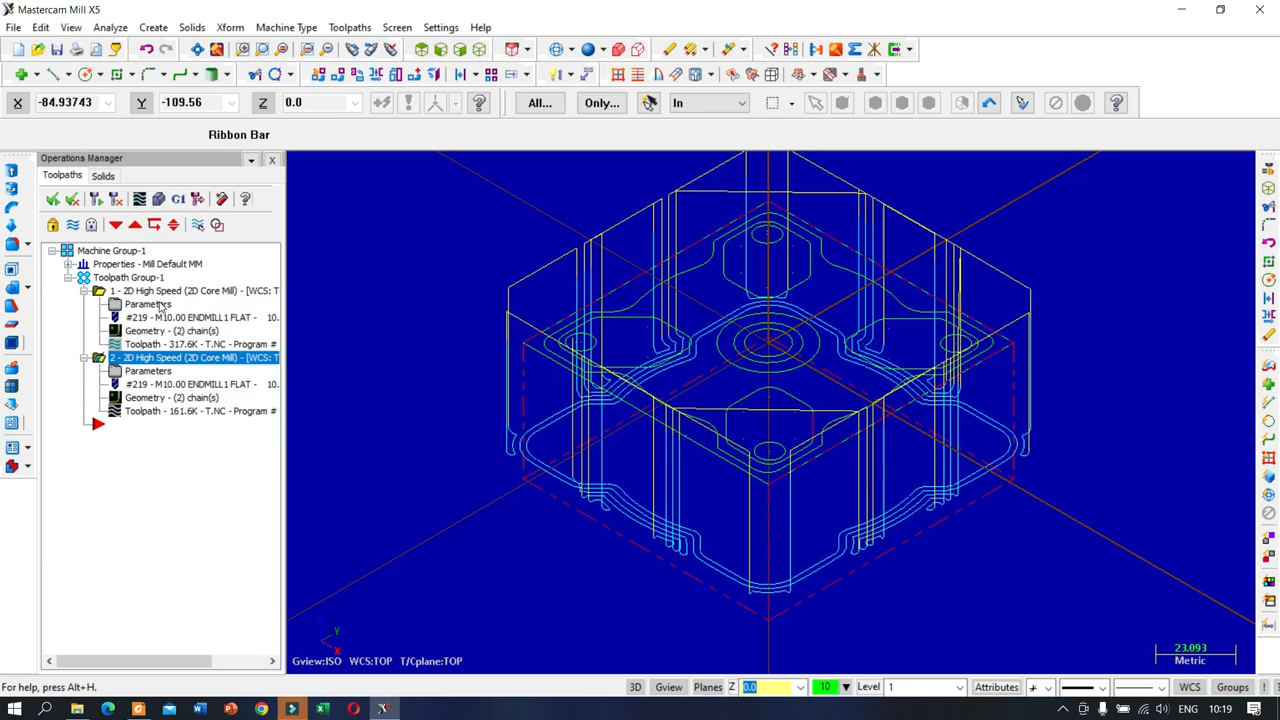 Mastercam Mill X5
File Edit View Analyze Create Solids Xform Machine Type Toolpaths Screen Settings Help
X -84.93743 Y -109.56 Z 0.0 All... Only... In
Ribbon Bar
Operations Manager
Toolpaths Solids
G1
Machine Group-1
Properties - Mill Default MM
Toolpath Group-1
1 - 2D High Speed (2D Core Mill) - [WCS: T
Parameters
#219 - M10.00 ENDMILL1 FLAT - 10.
Geometry - (2) chain(s)
Toolpath - 317.6K - T.NC - Program #
2 - 2D High Speed (2D Core Mill) - [WCS: T
Parameters
#219 - M10.00 ENDMILL1 FLAT - 10.
Geometry - (2) chain(s)
Toolpath - 161.6K - T.NC - Program #
Y
X
Gview:ISO WCS:TOP T/Cplane:TOP
23.093
Metric
For help, press Alt+H.
3D Gview Planes Z 0.0 10 Level 1 Attributes WCS Groups ! ?
ENG 10:19